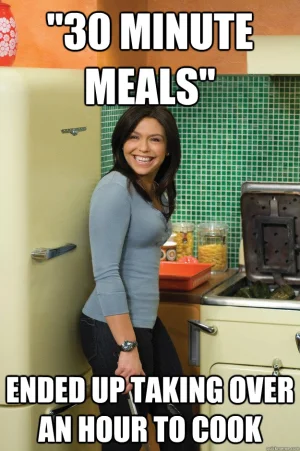 "30 MINUTE
MEALS"
ENDED UP TAKING OVER
AN HOUR TO COOK